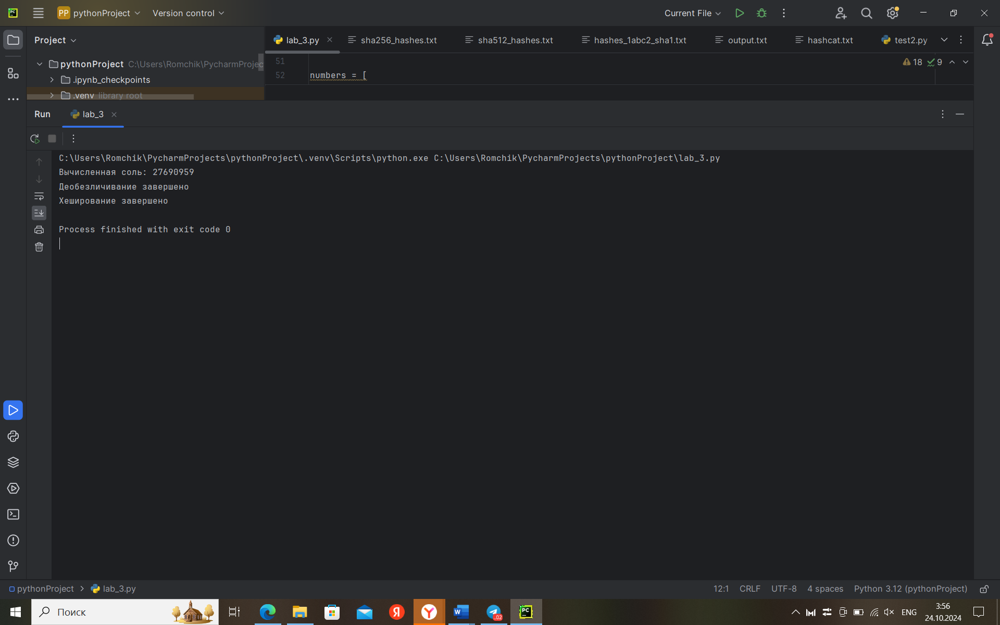 PP pythonProject Version control Current File
Project lab_3.py sha256_hashes.txt sha512_hashes.txt hashes_1abc2_sha1.txt output.txt hashcat.txt test2.py
pythonProject C:\Users\Romchik\PycharmProjec
.ipynb_checkpoints
.venv library root
51
52 numbers = [
18 9
Run lab_3
C:\Users\Romchik\PycharmProjects\pythonProject\.venv\Scripts\python.exe C:\Users\Romchik\PycharmProjects\pythonProject\lab_3.py
Вычисленная соль: 27690959
Деобезличивание завершено
Хеширование завершено
Process finished with exit code 0
pythonProject > lab_3.py 12:1 CRLF UTF-8 4 spaces Python 3.12 (pythonProject)
Поиск
ENG
3:56
24.10.2024